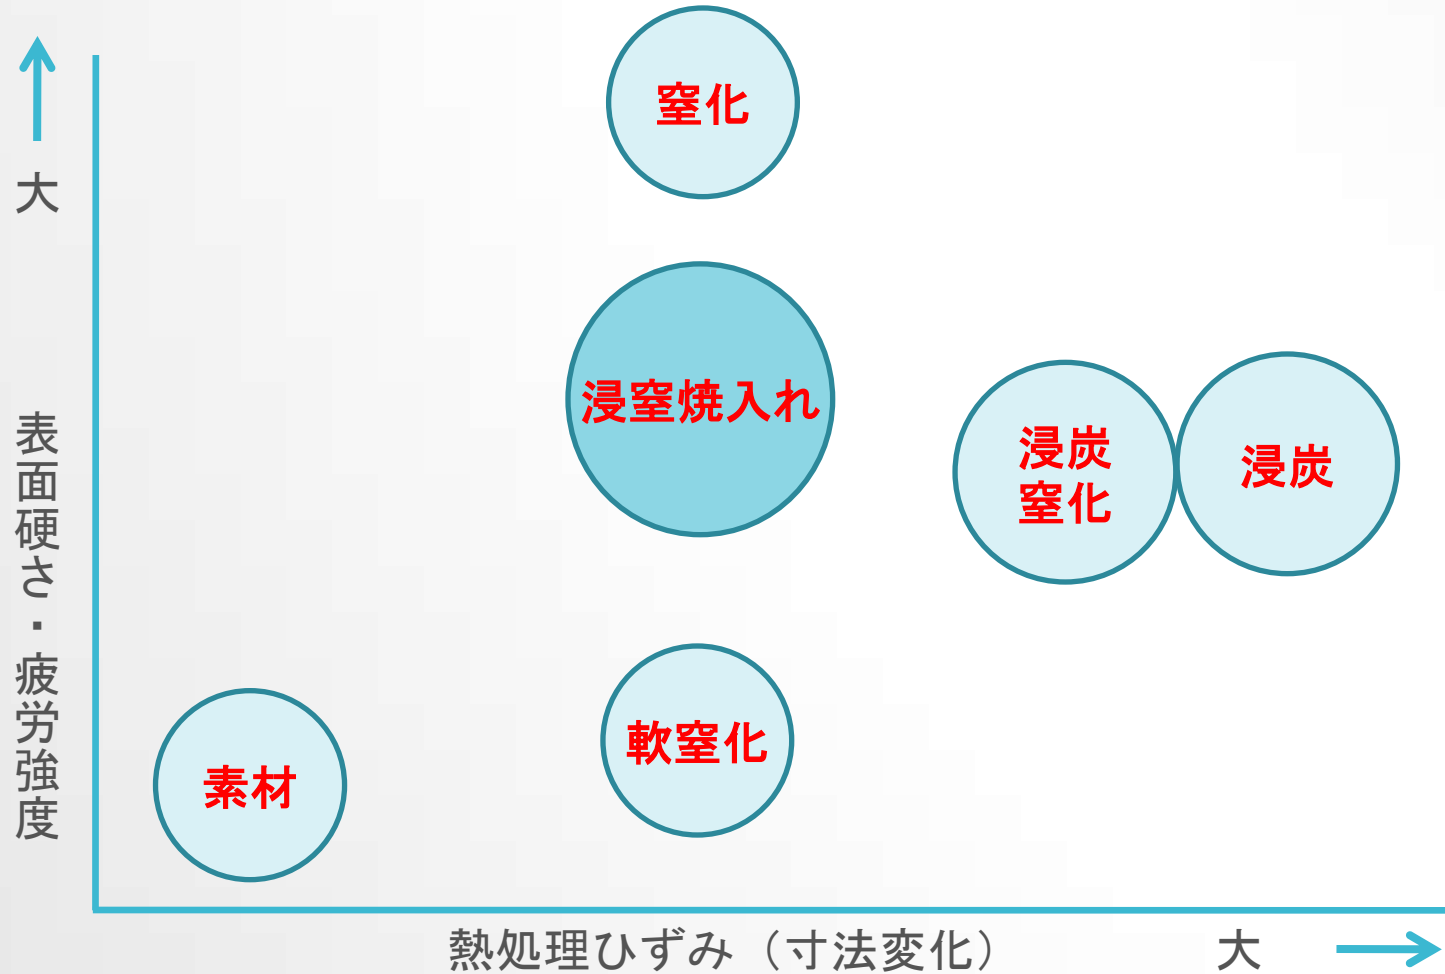 窒化
大
浸窒焼入れ
表面硬さ・疲労強度
浸炭
窒化
浸炭
軟窒化
素材
熱処理ひずみ（寸法変化）
大